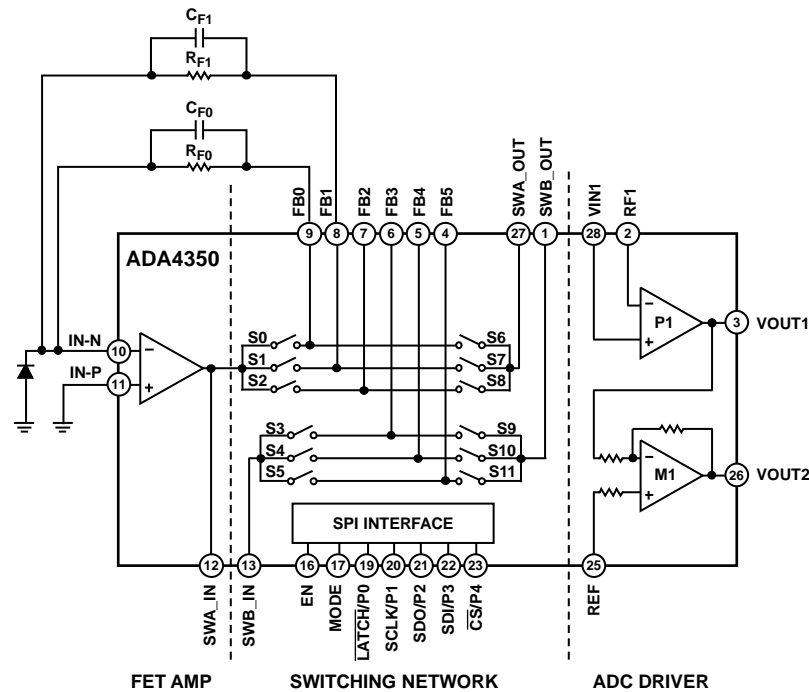 CF1
RF1
CF0
RF0
FB0
FB1
FB2
FB3
FB4
FB5
SWA_OUT
SWB_OUT
VIN1
RF1
9
8
7
6
5
4
27
1
28
2
ADA4350
IN-N
10
IN-P
11
−
+
S0
S1
S2
S6
S7
S8
S3
S4
S5
S9
S10
S11
−
P1
+
3
VOUT1
−
M1
+
26
VOUT2
SPI INTERFACE
12
13
16
17
19
20
21
22
23
25
SWA_IN
SWB_IN
EN
MODE
LATCH/P0
SCLK/P1
SDO/P2
SDI/P3
CS/P4
REF
FET AMP
SWITCHING NETWORK
ADC DRIVER